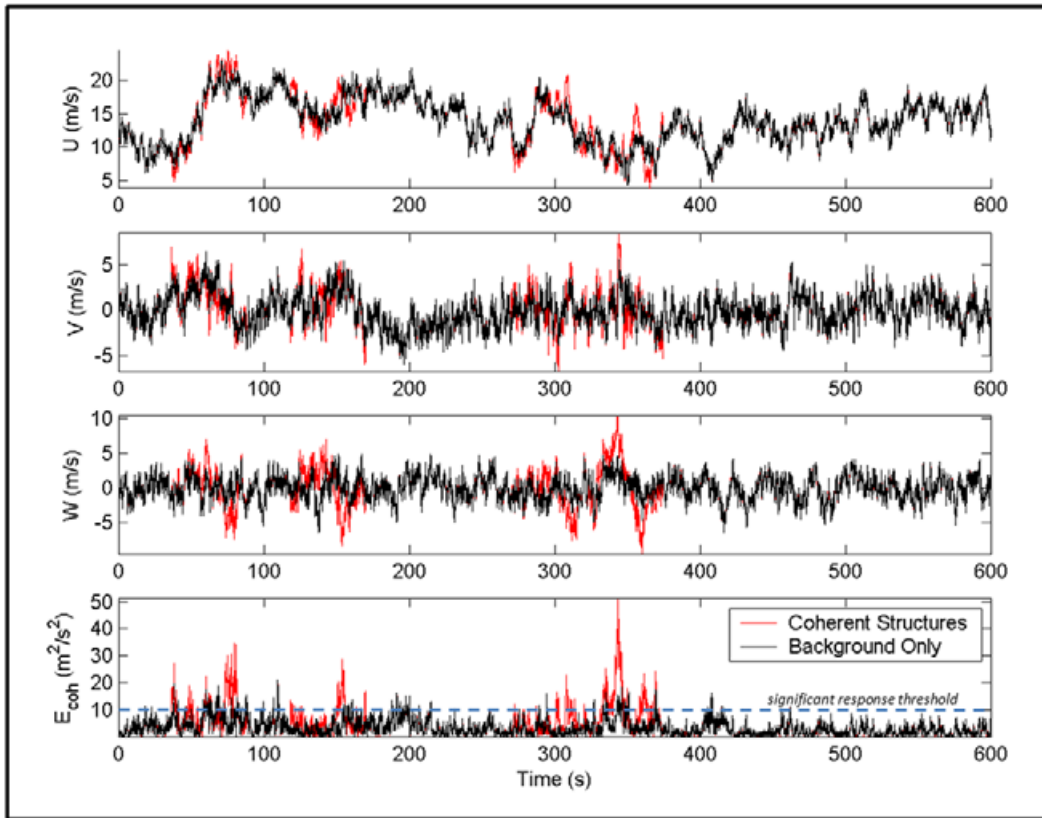 20
15
10
5
U (m/s)
0 100 200 300 400 500 600
5
0
-5
V (m/s)
0 100 200 300 400 500 600
10
5
0
-5
W (m/s)
0 100 200 300 400 500 600
50
40
30
20
10
E_coh (m²/s²)
Coherent Structures
Background Only
significant response threshold
0 100 200 300 400 500 600
Time (s)